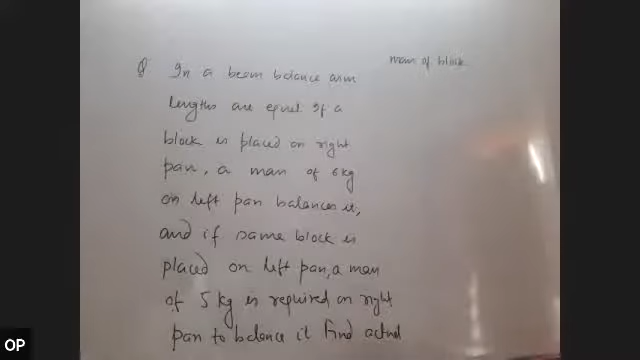 mass of block
Q In a beam balance arm
lengths are equal If a
block is placed on right
pan, a mass of 6kg
on left pan balances it,
and if same block is
placed on left pan, a mass
of 5 kg is required on right
pan to balance it Find actual
OP